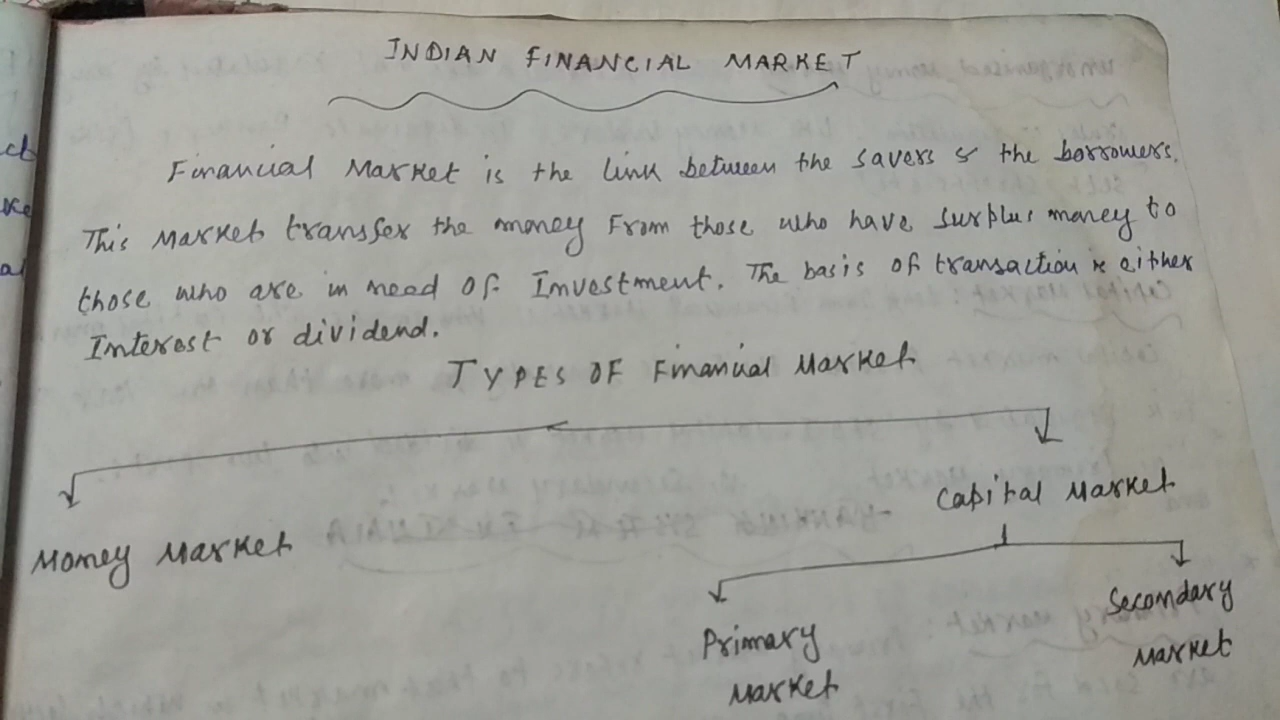 INDIAN FINANCIAL MARKET
Financial Market is the link between the savers & the borrowers.
This Market transfer the money From those who have surplus money to
those who are in need of Investment. The basis of transaction is either
Interest or dividend.
TYPES OF Financial Market
Money Market
Capital Market
Primary
Market
Secondary
Market